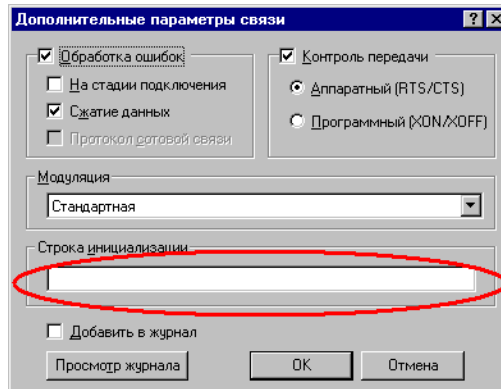 Дополнительные параметры связи
Обработка ошибок
На стадии подключения
Сжатие данных
Протокол сотовой связи
Контроль передачи
Аппаратный (RTS/CTS)
Программный (XON/XOFF)
Модуляция
Стандартная
Строка инициализации
Добавить в журнал
Просмотр журнала
OK
Отмена